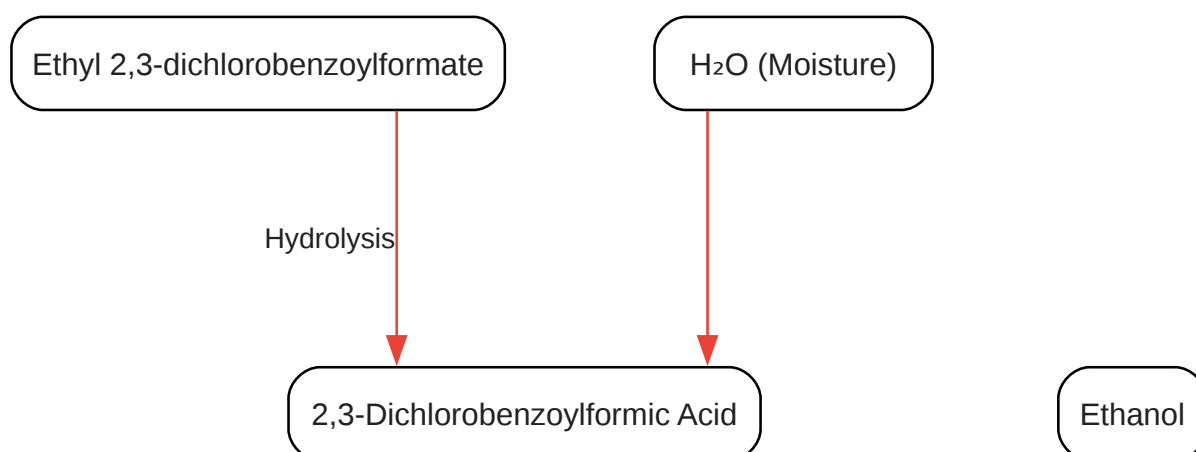 Ethyl 2,3-dichlorobenzoylformate
H₂O (Moisture)
Hydrolysis
2,3-Dichlorobenzoylformic Acid
Ethanol